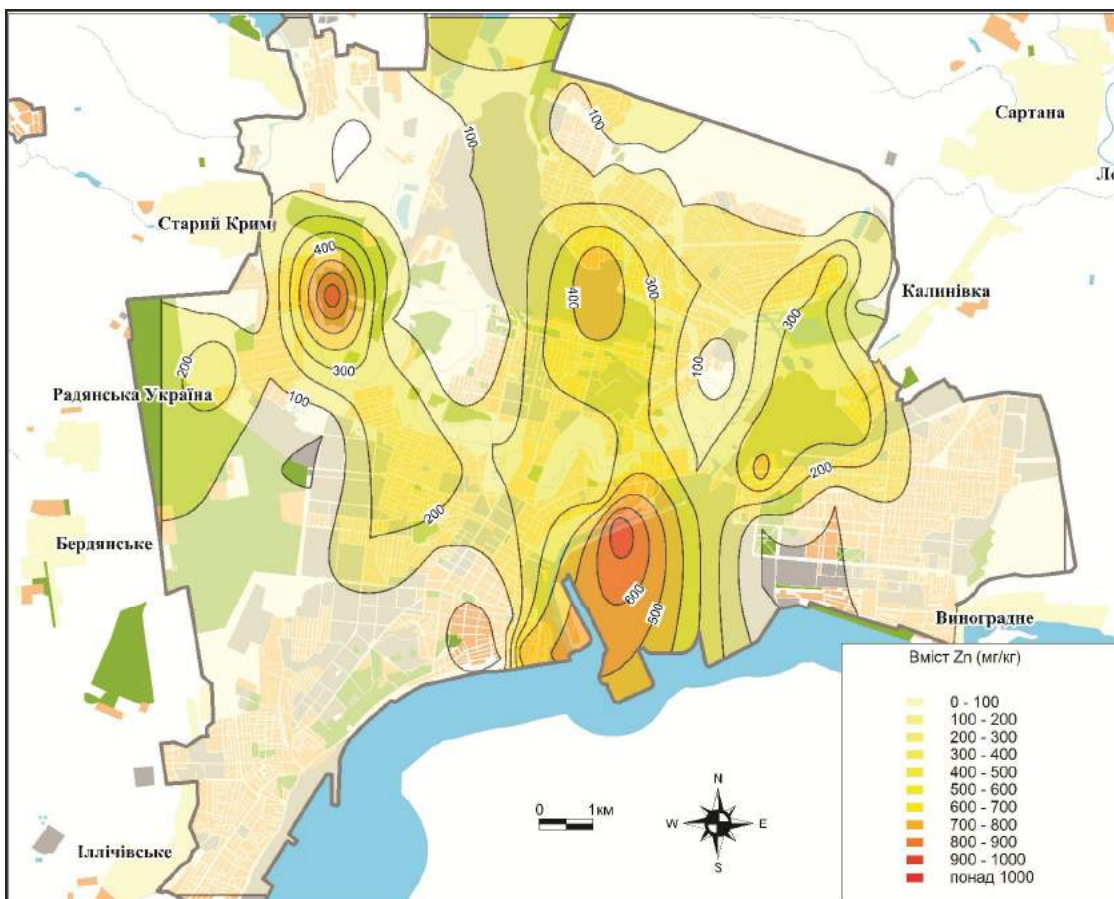 100
100
Сартана
Ло
100
Старий Крим
400
300
400
Калинівка
300
200
100
300
Радянська Україна
100
200
200
Бердянське
600
500
Виноградне
Вміст Zn (мг/кг)
0 - 100
100 - 200
200 - 300
300 - 400
400 - 500
500 - 600
600 - 700
700 - 800
800 - 900
900 - 1000
понад 1000
N
0 1км
W E
S
Іллічівське